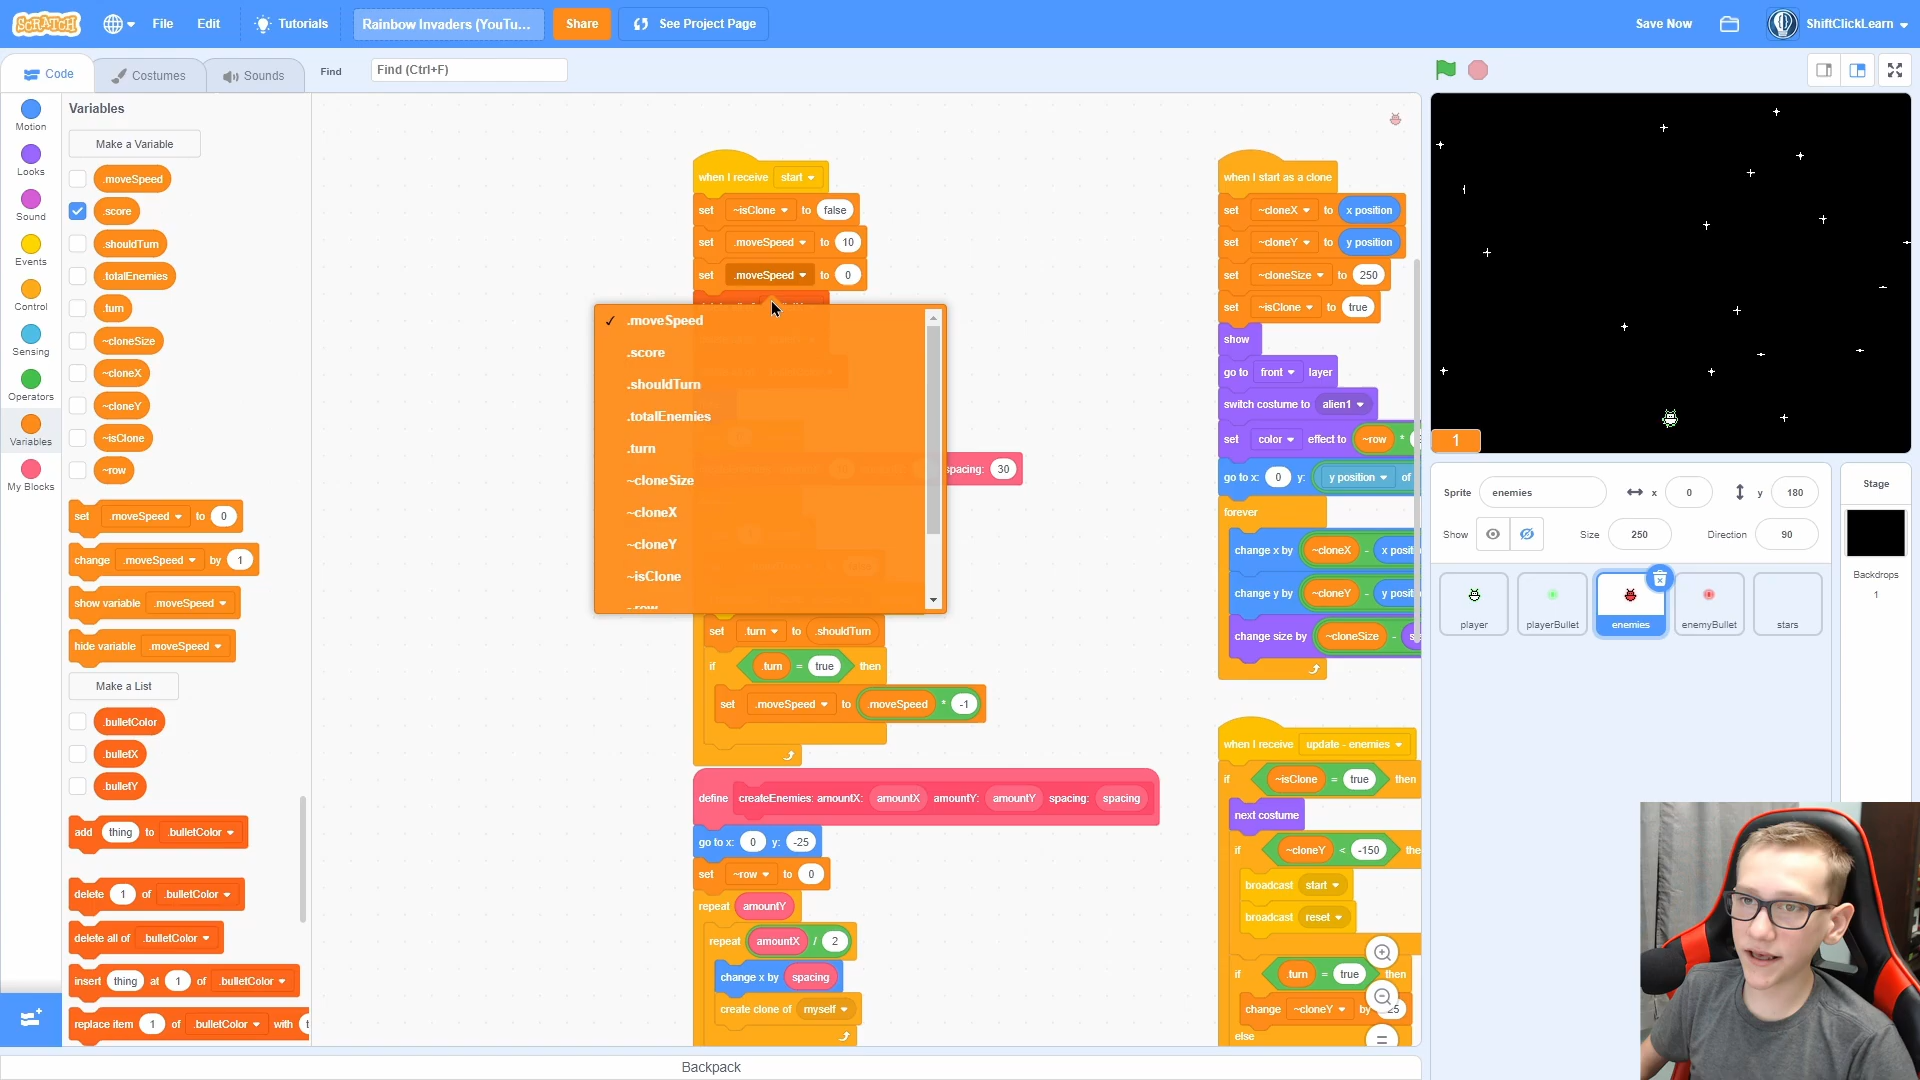 SCRATCH
File
Edit
Tutorials
Rainbow Invaders (YouTu...
Share
See Project Page
Save Now
ShiftClickLearn
Code
Costumes
Sounds
Find
Find (Ctrl+F)
Motion
Looks
Sound
Events
Control
Sensing
Operators
Variables
My Blocks
Variables
Make a Variable
.moveSpeed
.score
.shouldTurn
.totalEnemies
.turn
~cloneSize
~cloneX
~cloneY
~isClone
~row
set .moveSpeed to 0
change .moveSpeed by 1
show variable .moveSpeed
hide variable .moveSpeed
Make a List
.bulletColor
.bulletX
.bulletY
add thing to .bulletColor
delete 1 of .bulletColor
delete all of .bulletColor
insert thing at 1 of .bulletColor
replace item 1 of .bulletColor with t
when I receive start
set ~isClone to false
set .moveSpeed to 10
set .moveSpeed to 0
✓ .moveSpeed
.score
.shouldTurn
.totalEnemies
.turn
~cloneSize
~cloneX
~cloneY
~isClone
~row
spacing: 30
set .turn to .shouldTurn
if .turn = true then
set .moveSpeed to .moveSpeed * -1
define createEnemies: amountX: amountX amountY: amountY spacing: spacing
go to x: 0 y: -25
set ~row to 0
repeat amountY
repeat amountX / 2
change x by spacing
create clone of myself
when I start as a clone
set ~cloneX to x position
set ~cloneY to y position
set ~cloneSize to 250
set ~isClone to true
show
go to front layer
switch costume to alien1
set color effect to ~row *
go to x: 0 y: y position of
forever
change x by ~cloneX - x posit
change y by ~cloneY - y posit
change size by ~cloneSize - s
when I receive update - enemies
if ~isClone = true then
next costume
if ~cloneY < -150 the
broadcast start
broadcast reset
if .turn = true then
change ~cloneY by 25
else
1
Sprite enemies x 0 y 180
Show Size 250 Direction 90
player
playerBullet
enemies
enemyBullet
stars
Stage
Backdrops
1
Backpack